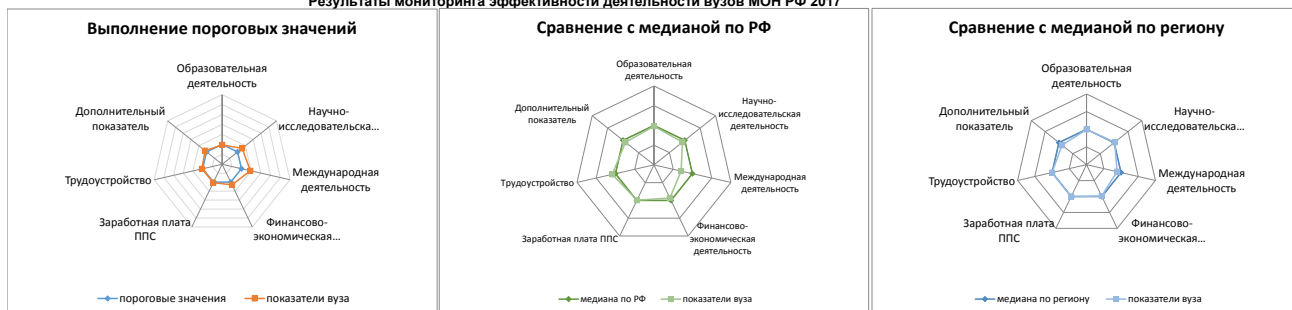 Результаты мониторинга эффективности деятельности вузов МОН РФ 2017
Выполнение пороговых значений
Образовательная
деятельность
Научно-
исследовательска...
Международная
деятельность
Финансово-
экономическая...
Заработная плата
ППС
Трудоустройство
Дополнительный
показатель
пороговые значения
показатели вуза
Сравнение с медианой по РФ
Образовательная
деятельность
Научно-
исследовательская
деятельность
Международная
деятельность
Финансово-
экономическая
деятельность
Заработная плата ППС
Трудоустройство
Дополнительный
показатель
медиана по РФ
показатели вуза
Сравнение с медианой по региону
Образовательная
деятельность
Научно-
исследовательска...
Международная
деятельность
Финансово-
экономическая...
Заработная плата
ППС
Трудоустройство
Дополнительный
показатель
медиана по региону
показатели вуза